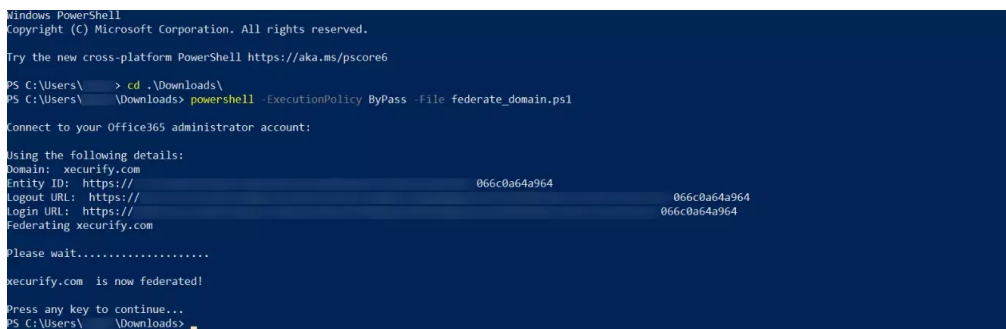 Windows PowerShell
Copyright (C) Microsoft Corporation. All rights reserved.
Try the new cross-platform PowerShell https://aka.ms/pscore6
PS C:\Users\ > cd .\Downloads\
PS C:\Users\ \Downloads> powershell -ExecutionPolicy ByPass -File federate_domain.ps1
Connect to your Office365 administrator account:
Using the following details:
Domain: xecurify.com
Entity ID: https:// 066c0a64a964
Logout URL: https:// 066c0a64a964
Login URL: https:// 066c0a64a964
Federating xecurify.com
Please wait.....................
xecurify.com is now federated!
Press any key to continue...
PS C:\Users\ \Downloads>